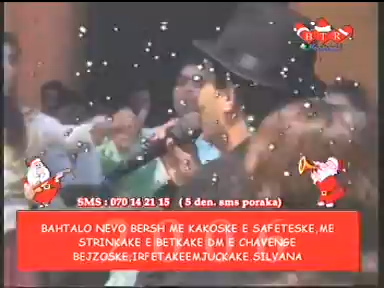 BTR
SMS : 070 14 21 15 ( 5 den. sms poraka)
BAHTALO NEVO BERSH ME KAKOSKE E SAFETESKE,ME
STRINKAKE E BETKAKE DM E CHAVENGE
BEJZOSKE,IRFETAKEEMJUCKAKE.SILVANA